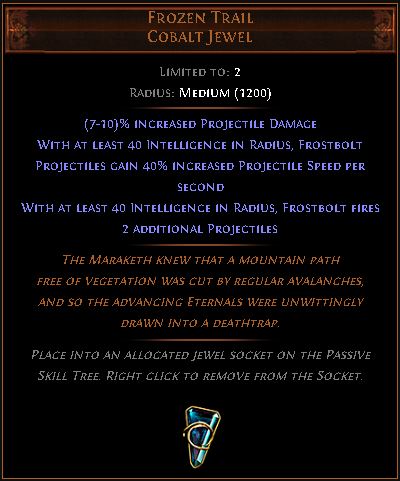 Frozen Trail
Cobalt Jewel
Limited to: 2
Radius: Medium (1200)
(7-10)% increased Projectile Damage
With at least 40 Intelligence in Radius, Frostbolt
Projectiles gain 40% increased Projectile Speed per
second
With at least 40 Intelligence in Radius, Frostbolt fires
2 additional Projectiles
The Maraketh knew that a mountain path
free of vegetation was cut by regular avalanches,
and so the advancing Eternals were unwittingly
drawn into a deathtrap.
Place into an allocated jewel socket on the Passive
Skill Tree. Right click to remove from the Socket.